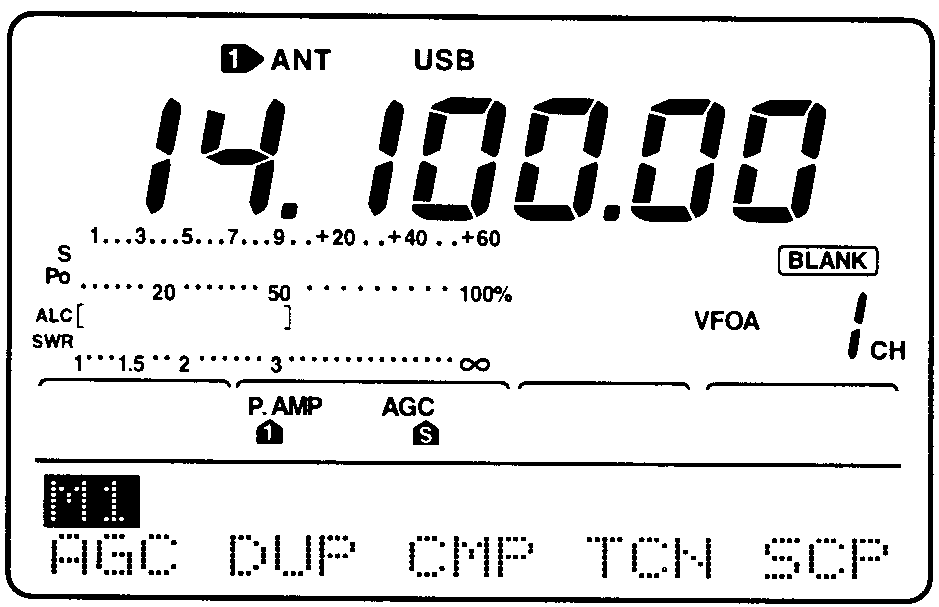 1 ANT USB
14.100.00
1...3...5...7...9..+20..+40..+60
S
BLANK
Po ......20.......50.........100%
ALC [ ]
VFOA 1 CH
SWR
1...1.5..2.......3................∞
P.AMP AGC
1 S
M1
AGC DUP CMP TCN SCP